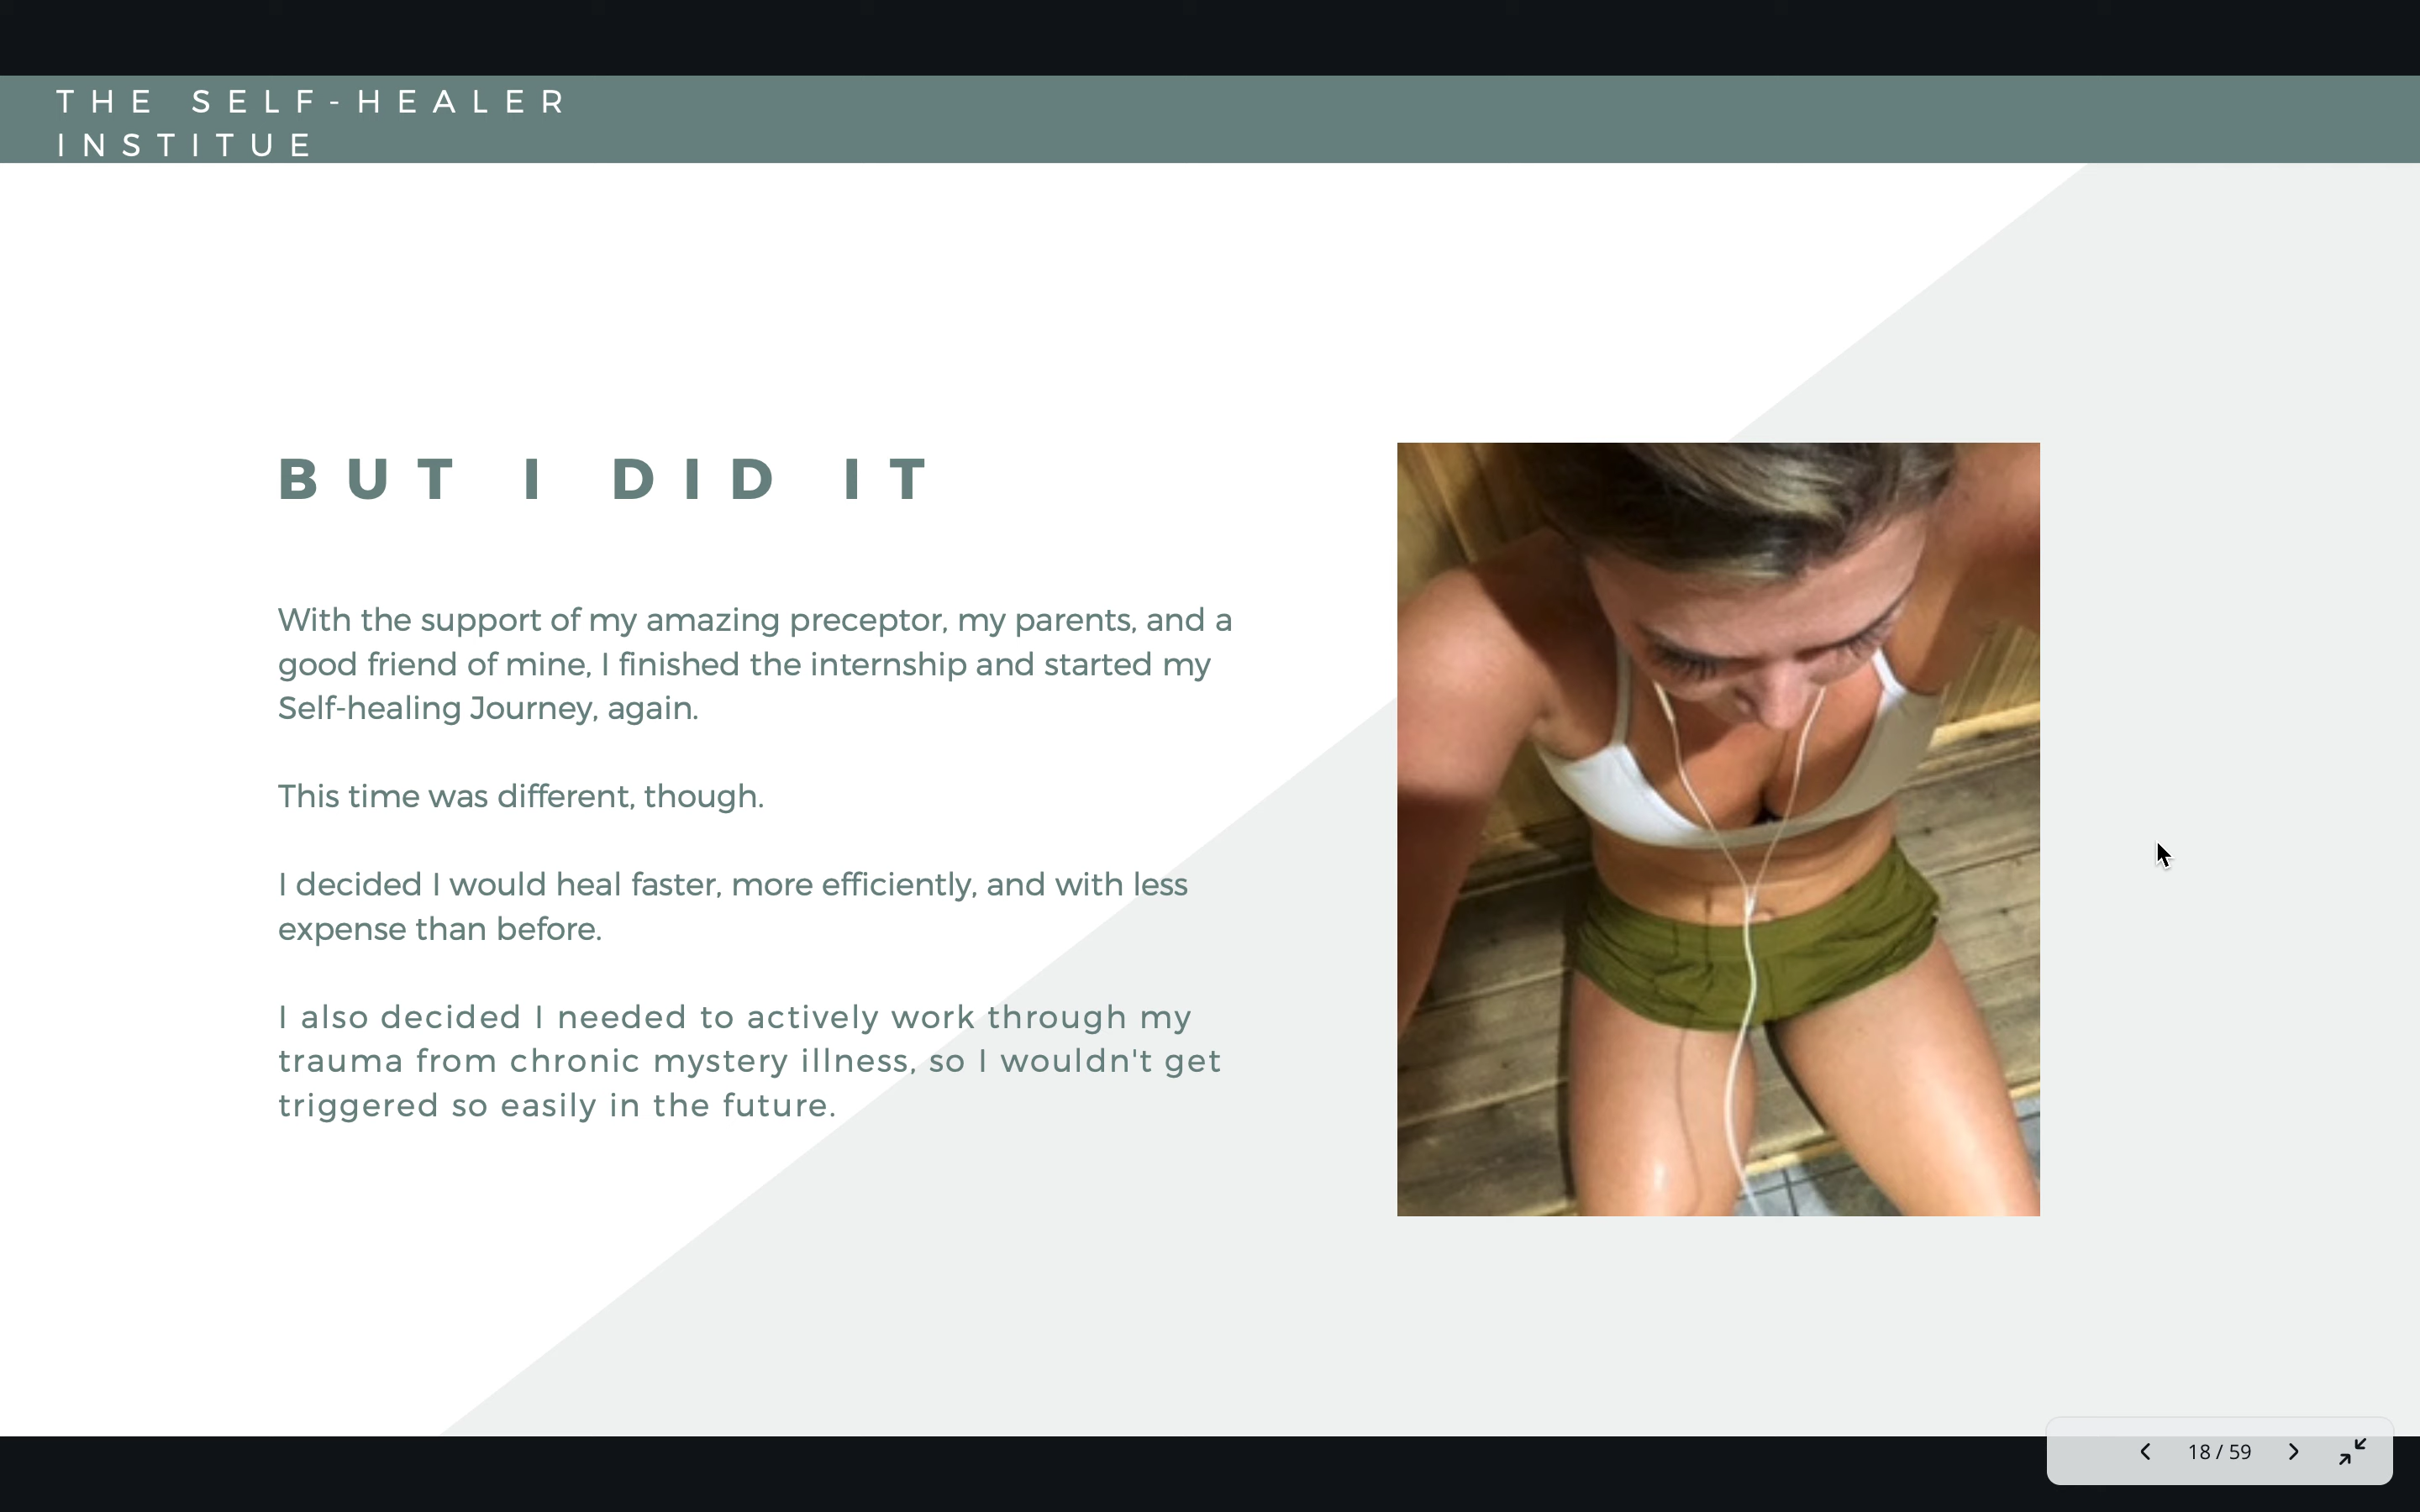 THE SELF-HEALER
INSTITUE
BUT I DID IT
With the support of my amazing preceptor, my parents, and a
good friend of mine, I finished the internship and started my
Self-healing Journey, again.
This time was different, though.
I decided I would heal faster, more efficiently, and with less
expense than before.
I also decided I needed to actively work through my
trauma from chronic mystery illness, so I wouldn't get
triggered so easily in the future.
18 / 59